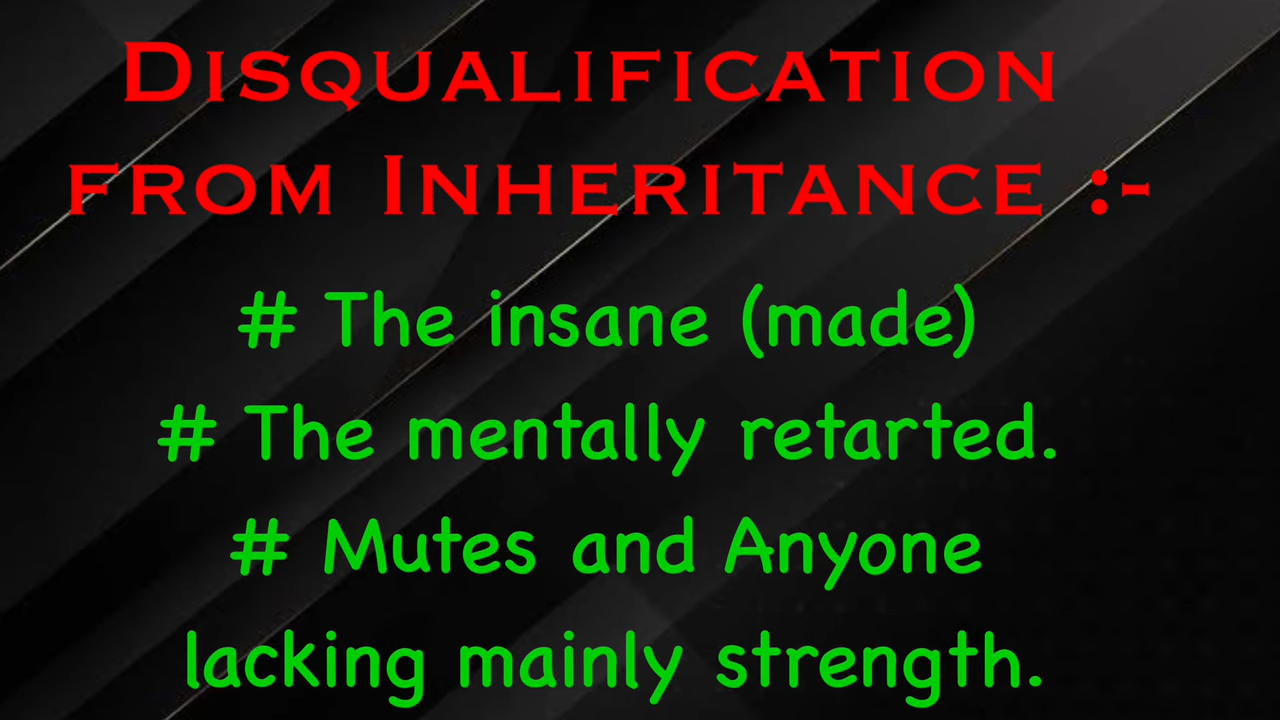 Disqualification
from Inheritance :-
# The insane (made)
# The mentally retarted.
# Mutes and Anyone
lacking mainly strength.